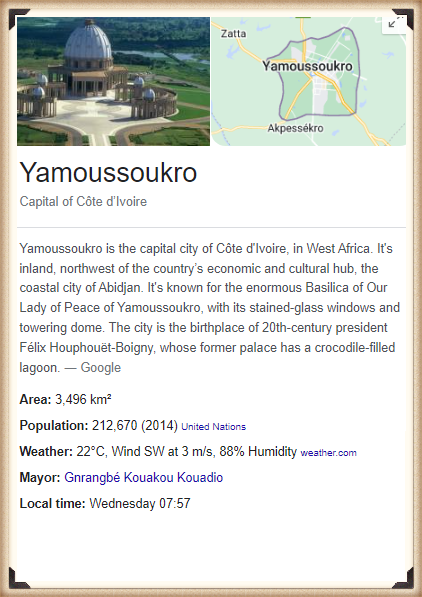 Zatta
Yamoussoukro
Akpessékro
Yamoussoukro
Capital of Côte d’Ivoire
Yamoussoukro is the capital city of Côte d'Ivoire, in West Africa. It’s
inland, northwest of the country’s economic and cultural hub, the
coastal city of Abidjan. It's known for the enormous Basilica of Our
Lady of Peace of Yamoussoukro, with its stained-glass windows and
towering dome. The city is the birthplace of 20th-century president
Félix Houphouët-Boigny, whose former palace has a crocodile-filled
lagoon. — Google
Area: 3,496 km²
Population: 212,670 (2014) United Nations
Weather: 22°C, Wind SW at 3 m/s, 88% Humidity weather.com
Mayor: Gnrangbé Kouakou Kouadio
Local time: Wednesday 07:57